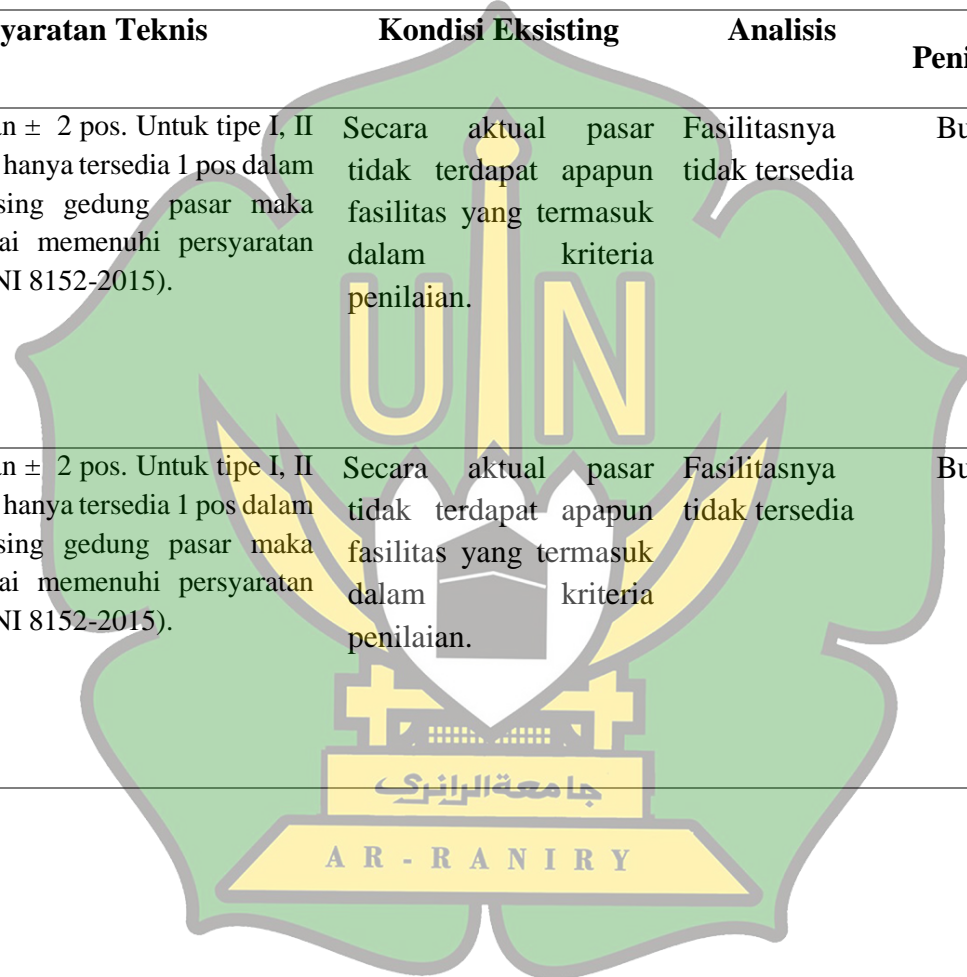 yaratan Teknis Kondisi Eksisting Analisis
Peni
an ± 2 pos. Untuk tipe I, II Secara aktual pasar Fasilitasnya Bu
hanya tersedia 1 pos dalam tidak terdapat apapun tidak tersedia
sing gedung pasar maka fasilitas yang termasuk
ai memenuhi persyaratan dalam kriteria
NI 8152-2015). penilaian.
UIN
an ± 2 pos. Untuk tipe I, II Secara aktual pasar Fasilitasnya Bu
hanya tersedia 1 pos dalam tidak terdapat apapun tidak tersedia
sing gedung pasar maka fasilitas yang termasuk
ai memenuhi persyaratan dalam kriteria
NI 8152-2015). penilaian.
جامعةالرانري
AR-RANIRY